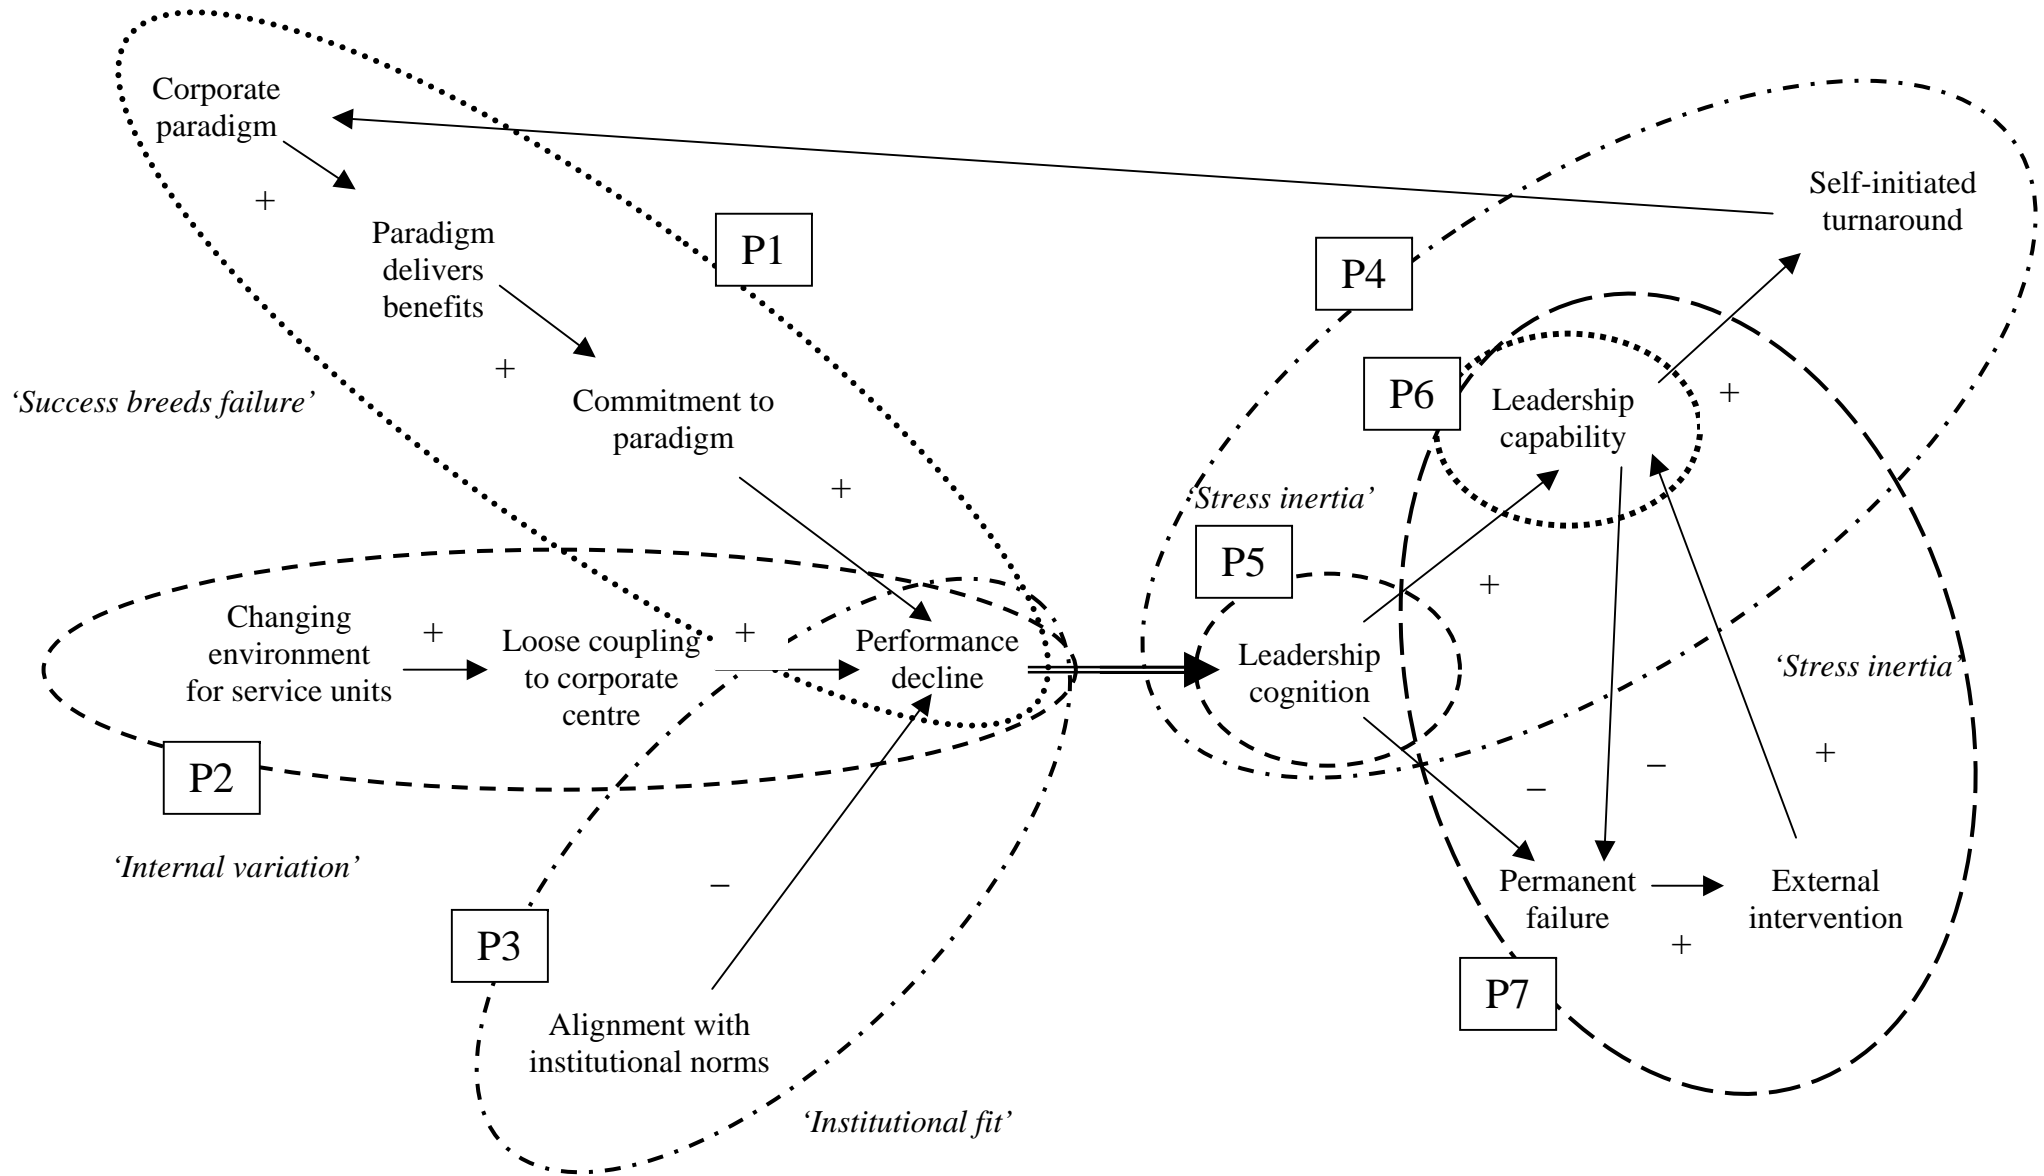 Corporate
paradigm
+
Paradigm
delivers
benefits
+
P1
Commitment to
paradigm
+
‘Success breeds failure’
Changing
environment
for service units
+
Loose coupling
to corporate
centre
+
Performance
decline
P2
‘Internal variation’
P3
–
Alignment with
institutional norms
‘Institutional fit’
Self-initiated
turnaround
P4
P6
Leadership
capability
+
‘Stress inertia’
P5
+
Leadership
cognition
‘Stress inertia’
+
–
–
Permanent
failure
+
External
intervention
P7